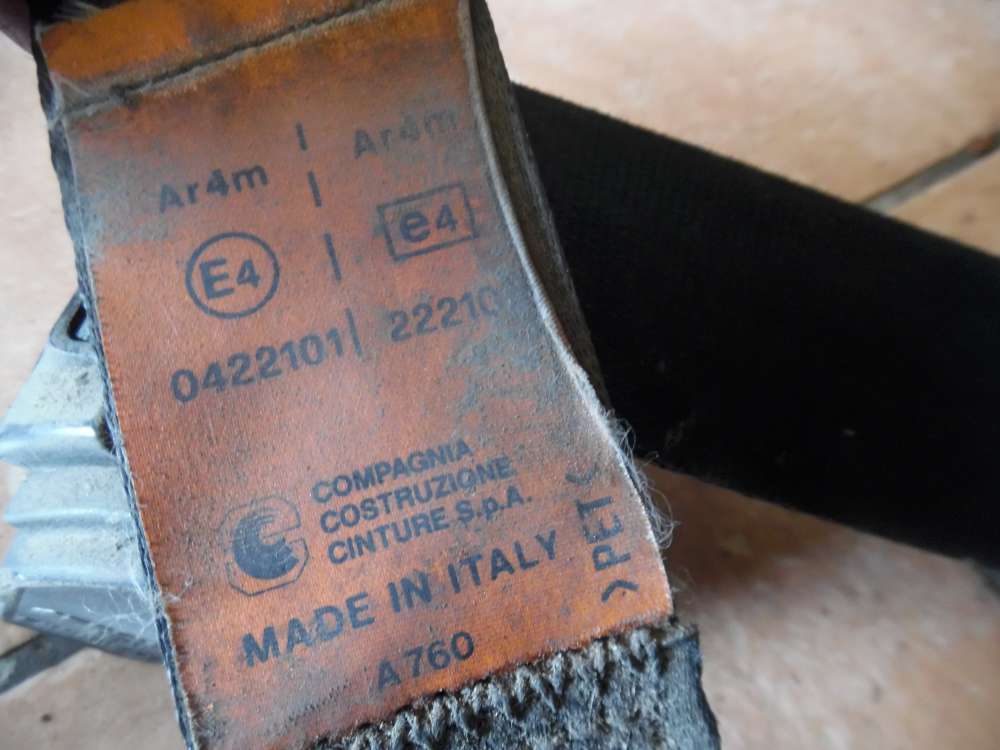 Ar4m | Ar4m
E4 | e4
0422101 | 22210
COMPAGNIA
COSTRUZIONE
CINTURE S.p.A.
MADE IN ITALY
A760
>PET<